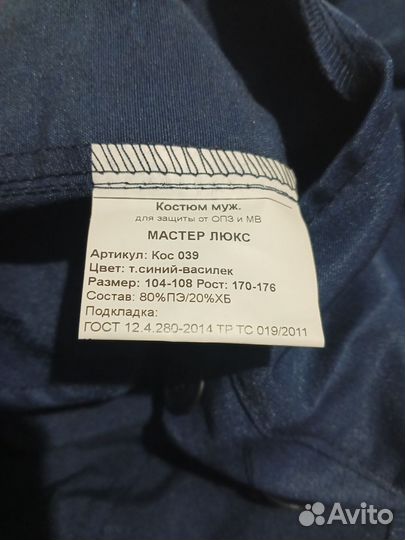 Костюм муж.
для защиты от ОПЗ и МВ
МАСТЕР ЛЮКС
Артикул: Кос 039
Цвет: т.синий-василек
Размер: 104-108 Рост: 170-176
Состав: 80%ПЭ/20%ХБ
Подкладка:
ГОСТ 12.4.280-2014 ТР ТС 019/2011
Avito